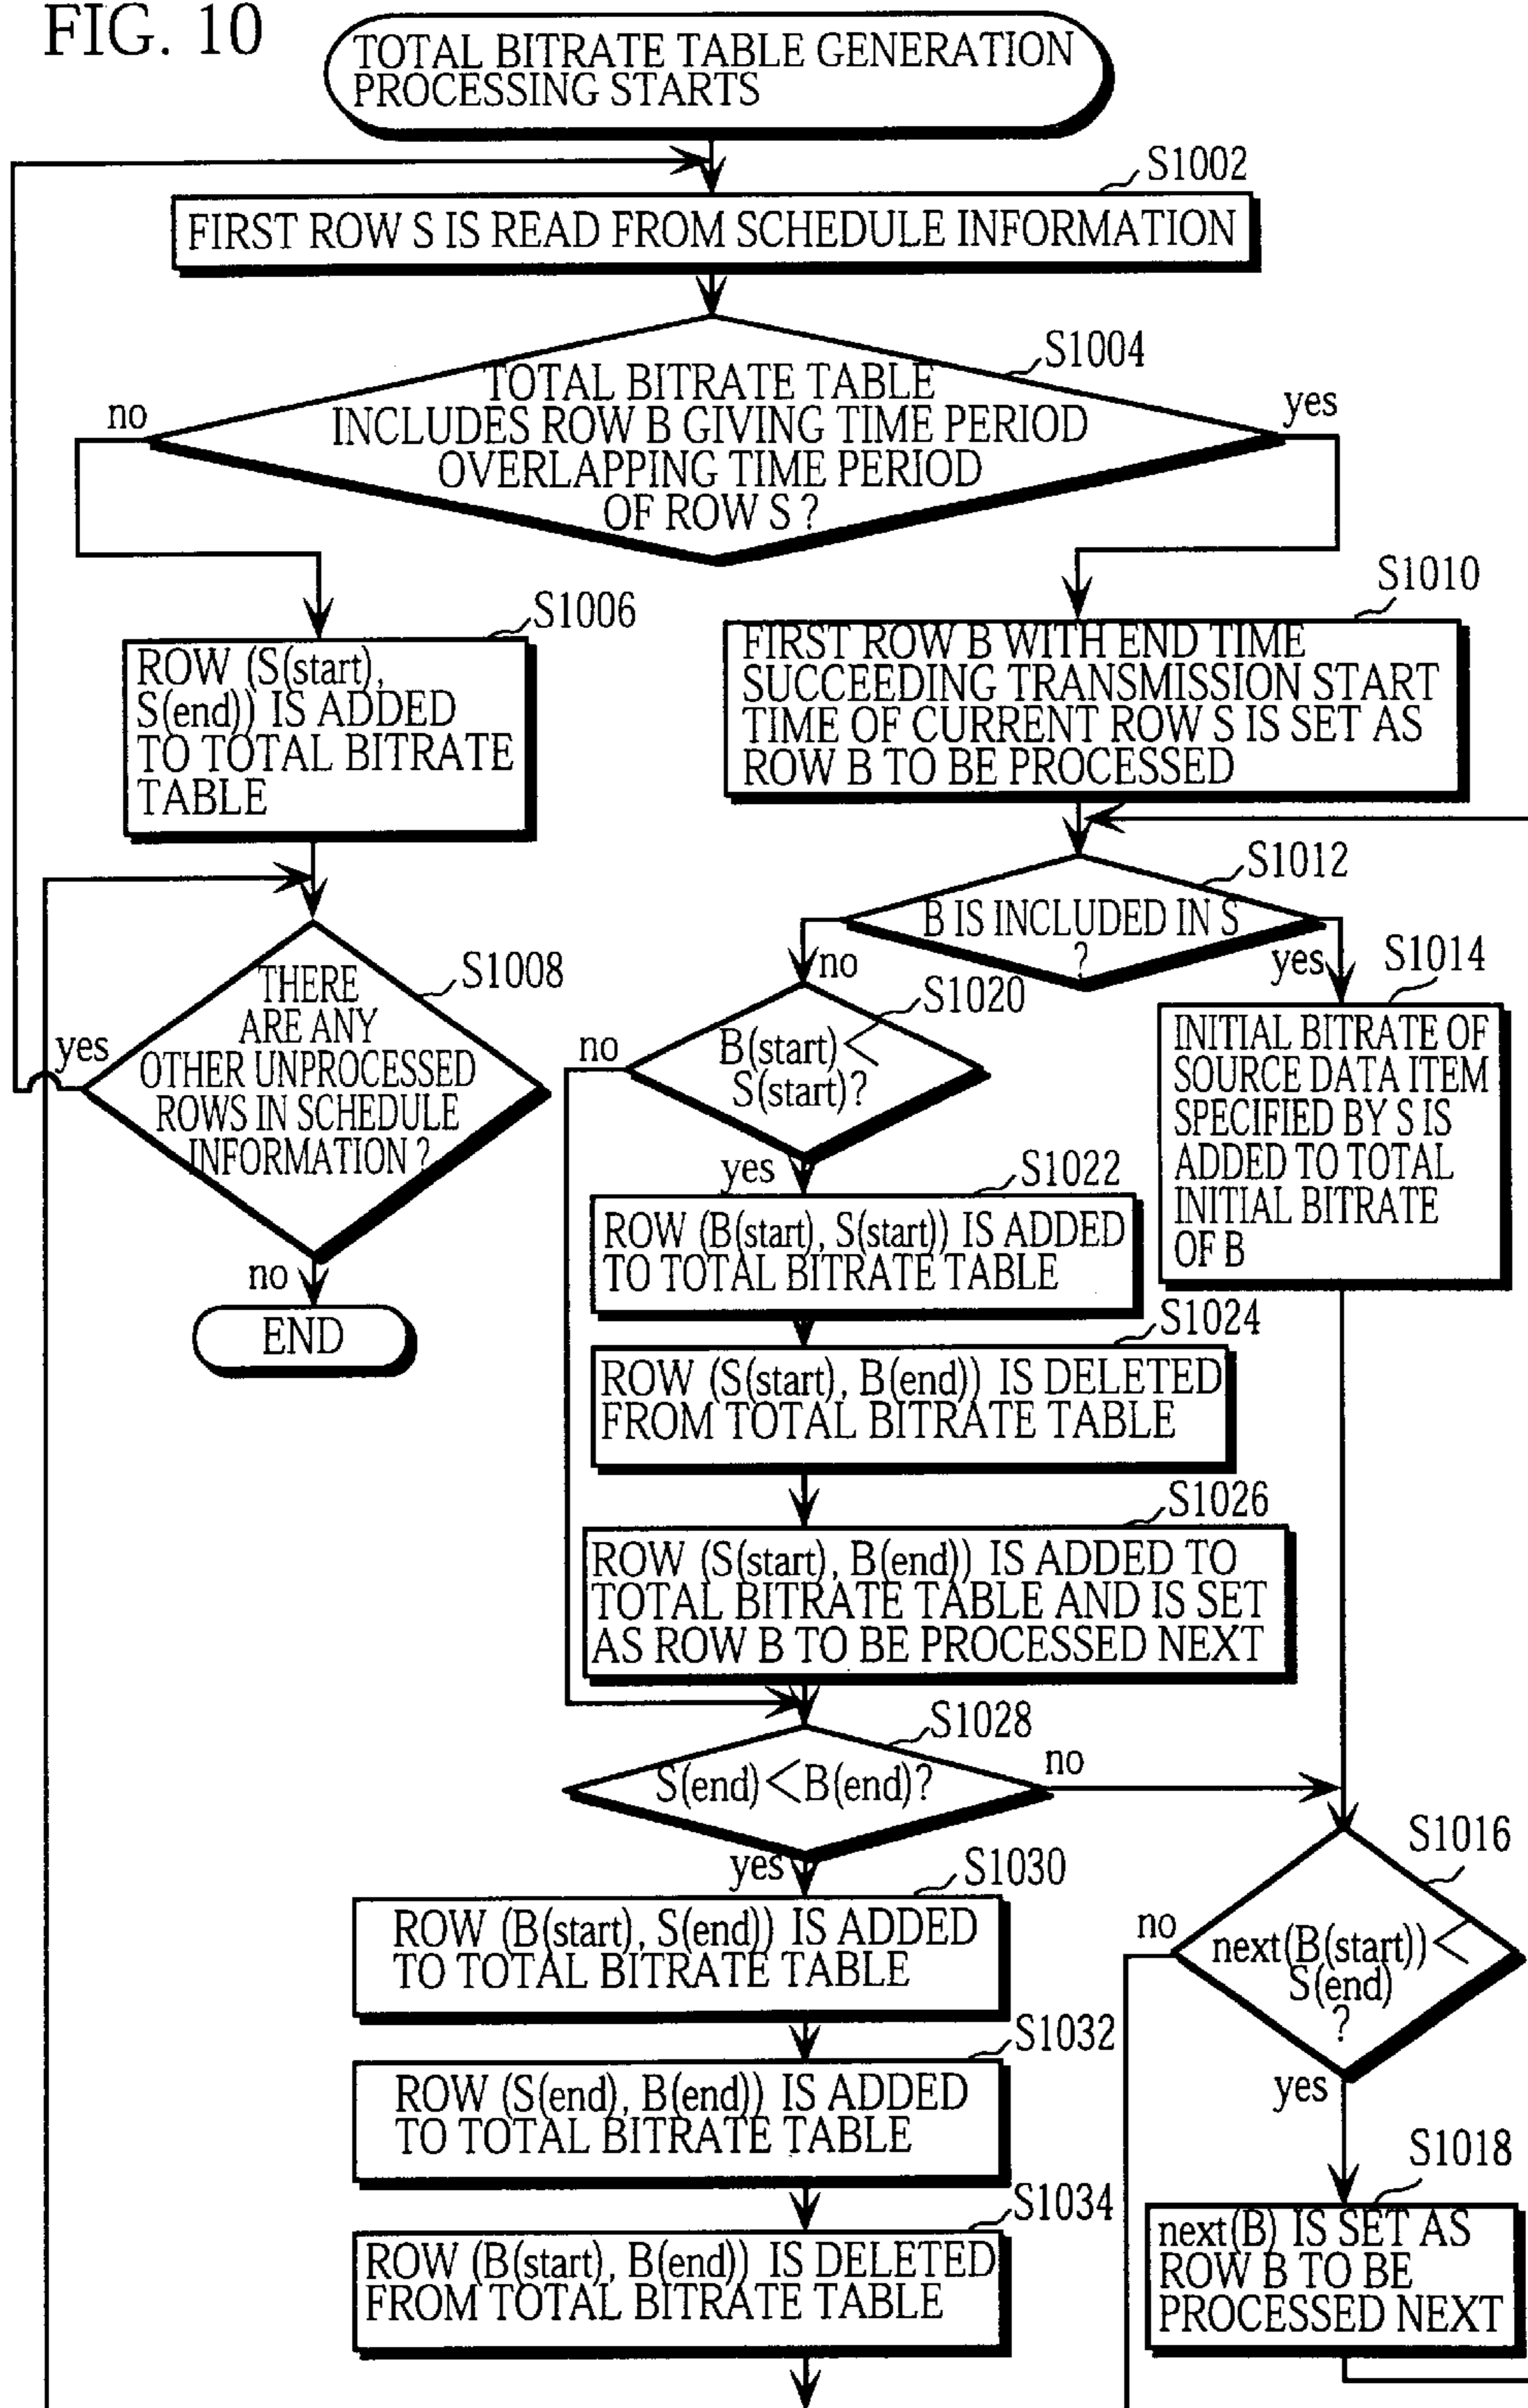 FIG. 10
TOTAL BITRATE TABLE GENERATION
PROCESSING STARTS
S1002
FIRST ROW S IS READ FROM SCHEDULE INFORMATION
S1004
TOTAL BITRATE TABLE
INCLUDES ROW B GIVING TIME PERIOD
OVERLAPPING TIME PERIOD
OF ROW S ?
no
yes
S1006
ROW (S(start),
S(end)) IS ADDED
TO TOTAL BITRATE
TABLE
S1010
FIRST ROW B WITH END TIME
SUCCEEDING TRANSMISSION START
TIME OF CURRENT ROW S IS SET AS
ROW B TO BE PROCESSED
S1008
THERE
ARE ANY
OTHER UNPROCESSED
ROWS IN SCHEDULE
INFORMATION ?
yes
no
END
S1012
B IS INCLUDED IN S
?
no
yes
S1014
INITIAL BITRATE OF
SOURCE DATA ITEM
SPECIFIED BY S IS
ADDED TO TOTAL
INITIAL BITRATE
OF B
S1020
B(start)<
S(start)?
no
yes
S1022
ROW (B(start), S(start)) IS ADDED
TO TOTAL BITRATE TABLE
S1024
ROW (S(start), B(end)) IS DELETED
FROM TOTAL BITRATE TABLE
S1026
ROW (S(start), B(end)) IS ADDED TO
TOTAL BITRATE TABLE AND IS SET
AS ROW B TO BE PROCESSED NEXT
S1028
S(end)<B(end)?
no
yes
S1030
ROW (B(start), S(end)) IS ADDED
TO TOTAL BITRATE TABLE
S1032
ROW (S(end), B(end)) IS ADDED
TO TOTAL BITRATE TABLE
S1034
ROW (B(start), B(end)) IS DELETED
FROM TOTAL BITRATE TABLE
S1016
next(B(start))<
S(end)
?
no
yes
S1018
next(B) IS SET AS
ROW B TO BE
PROCESSED NEXT